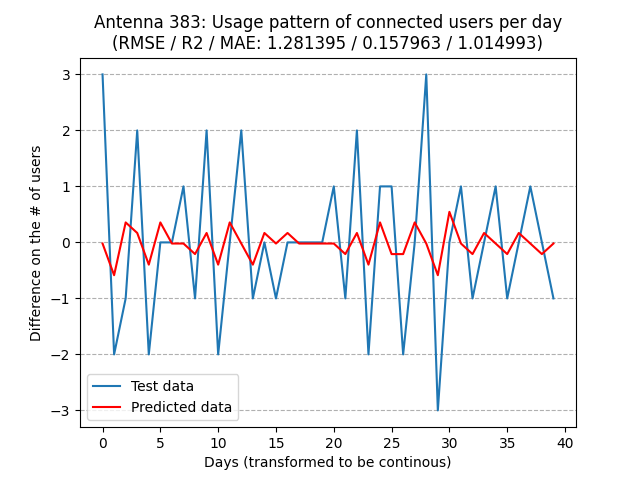 Antenna 383: Usage pattern of connected users per day
(RMSE / R2 / MAE: 1.281395 / 0.157963 / 1.014993)
3
2
1
0
−1
−2
−3
Difference on the # of users
Test data
Predicted data
0 5 10 15 20 25 30 35 40
Days (transformed to be continous)